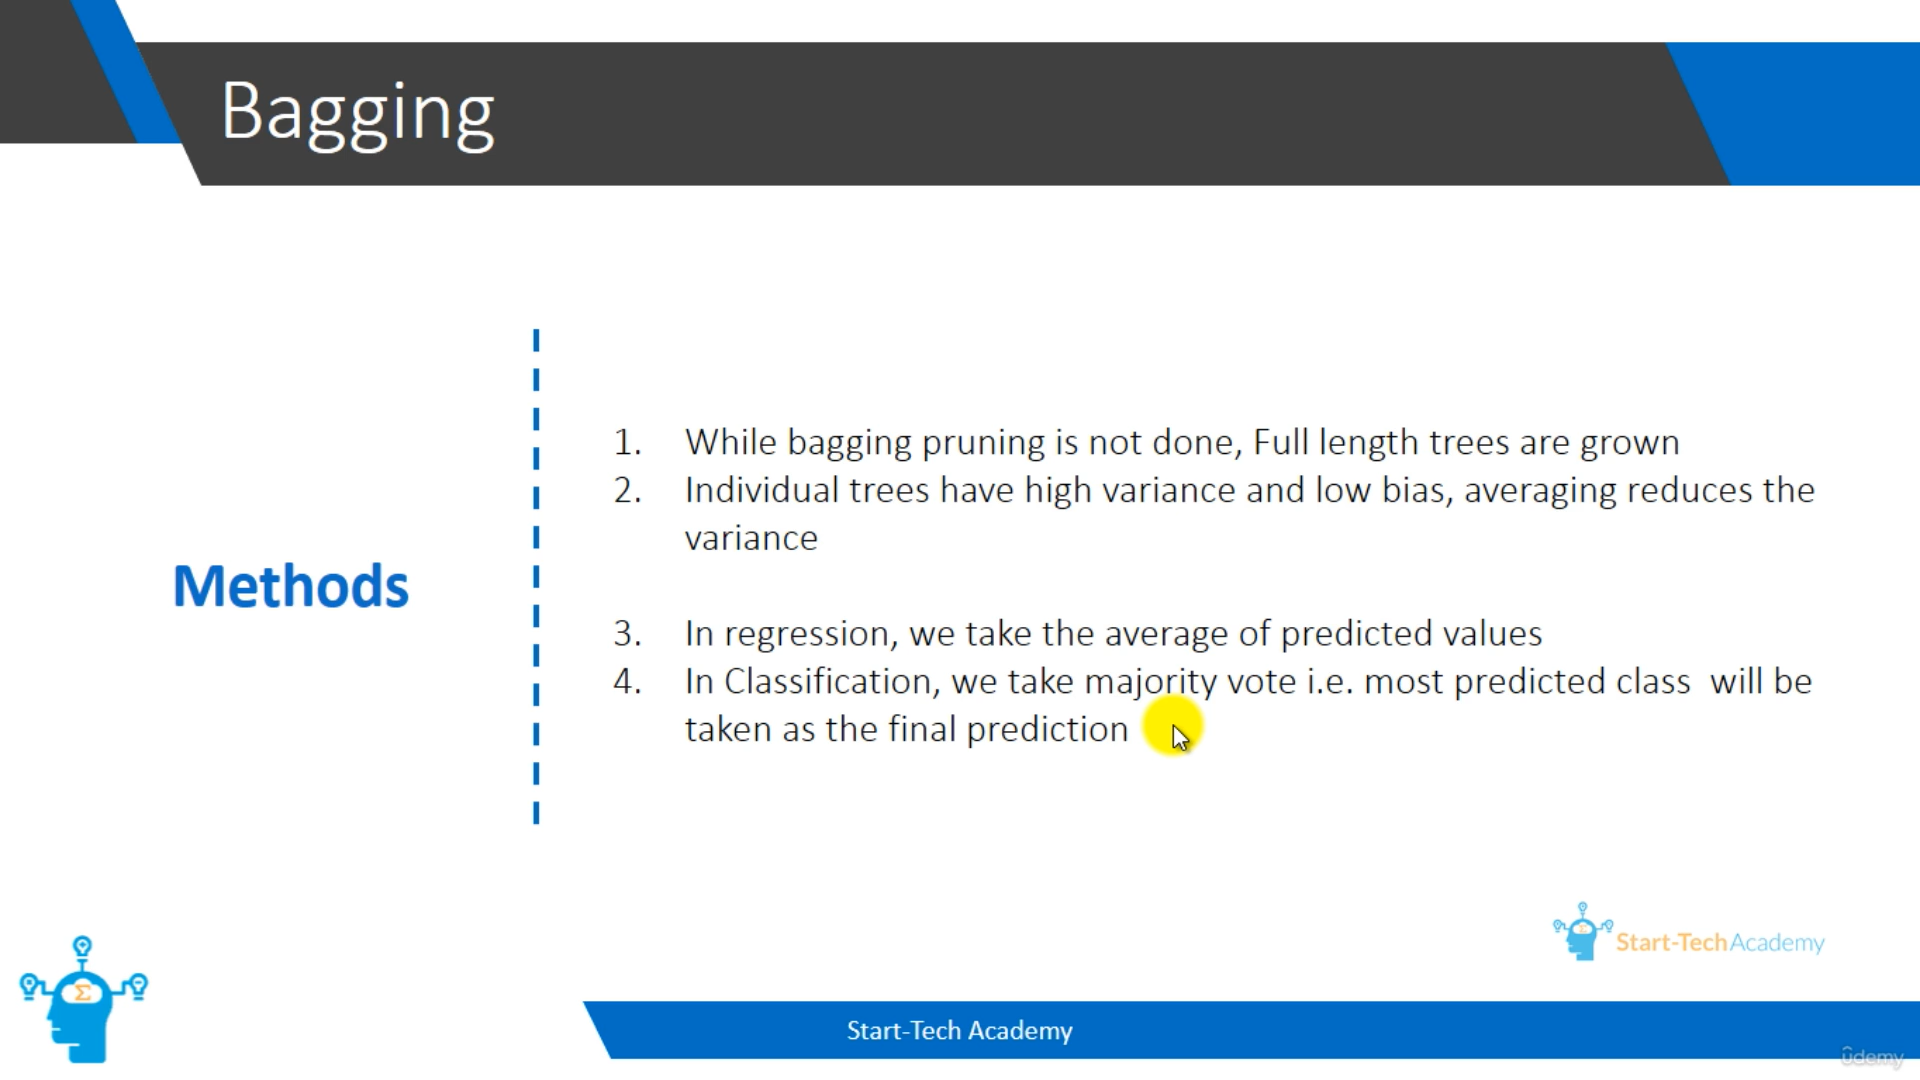 Bagging
Methods
1. While bagging pruning is not done, Full length trees are grown
2. Individual trees have high variance and low bias, averaging reduces the
variance
3. In regression, we take the average of predicted values
4. In Classification, we take majority vote i.e. most predicted class will be
taken as the final prediction
Σ
Start-Tech Academy
Σ
Start-Tech Academy
ûdemy